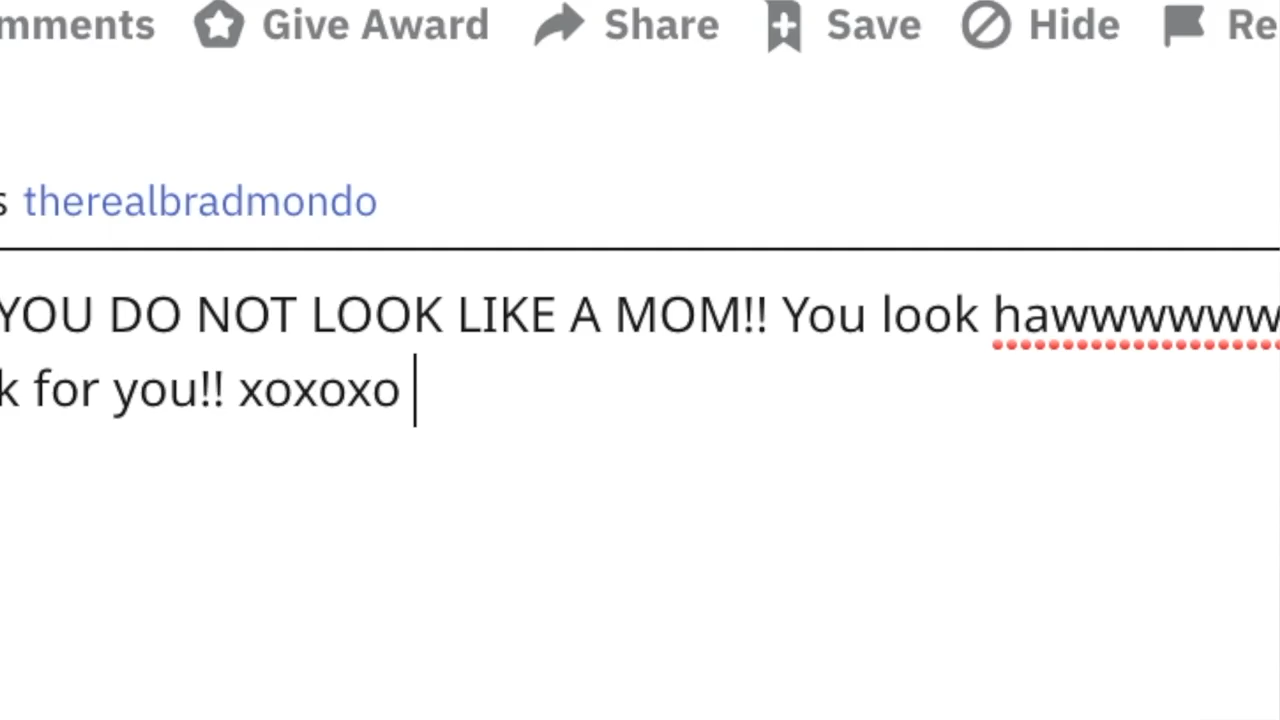 mments Give Award Share Save Hide Re
s therealbradmondo
YOU DO NOT LOOK LIKE A MOM!! You look hawwwwwww
k for you!! xoxoxo